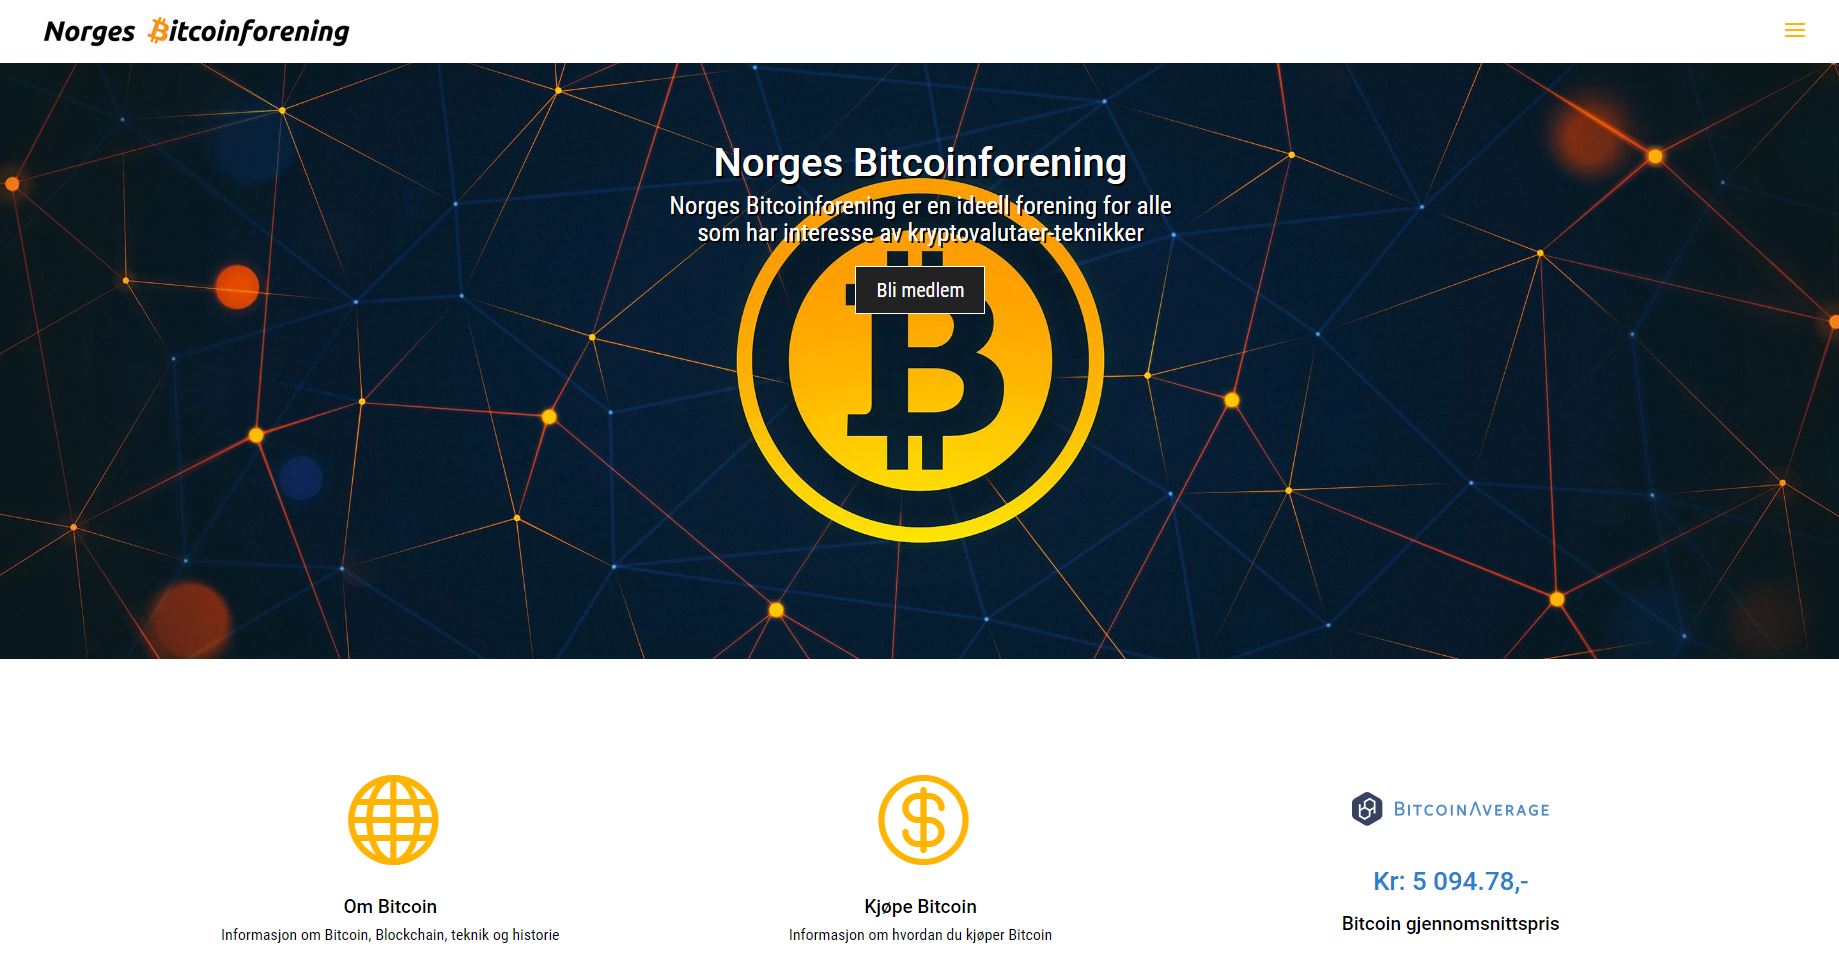 Norges Bitcoinforening
Norges Bitcoinforening
Norges Bitcoinforening er en ideell forening for alle
som har interesse av kryptovalutaer-teknikker
Bli medlem
Om Bitcoin
Informasjon om Bitcoin, Blockchain, teknik og historie
Kjøpe Bitcoin
Informasjon om hvordan du kjøper Bitcoin
BitcoinAverage
Kr: 5 094.78,-
Bitcoin gjennomsnittspris